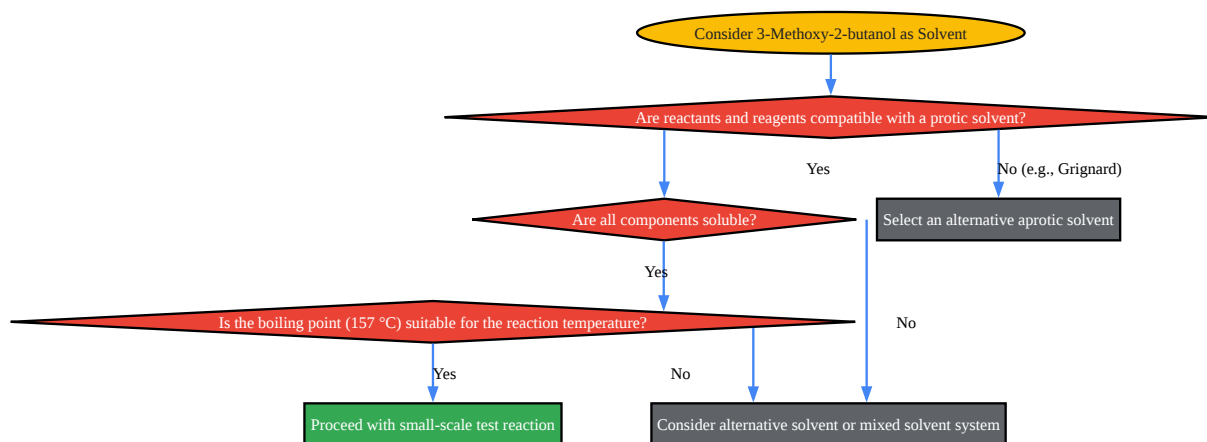 Consider 3-Methoxy-2-butanol as Solvent
Are reactants and reagents compatible with a protic solvent?
Yes
No (e.g., Grignard)
Are all components soluble?
Select an alternative aprotic solvent
Yes
Is the boiling point (157 °C) suitable for the reaction temperature?
No
Yes
No
Proceed with small-scale test reaction
Consider alternative solvent or mixed solvent system